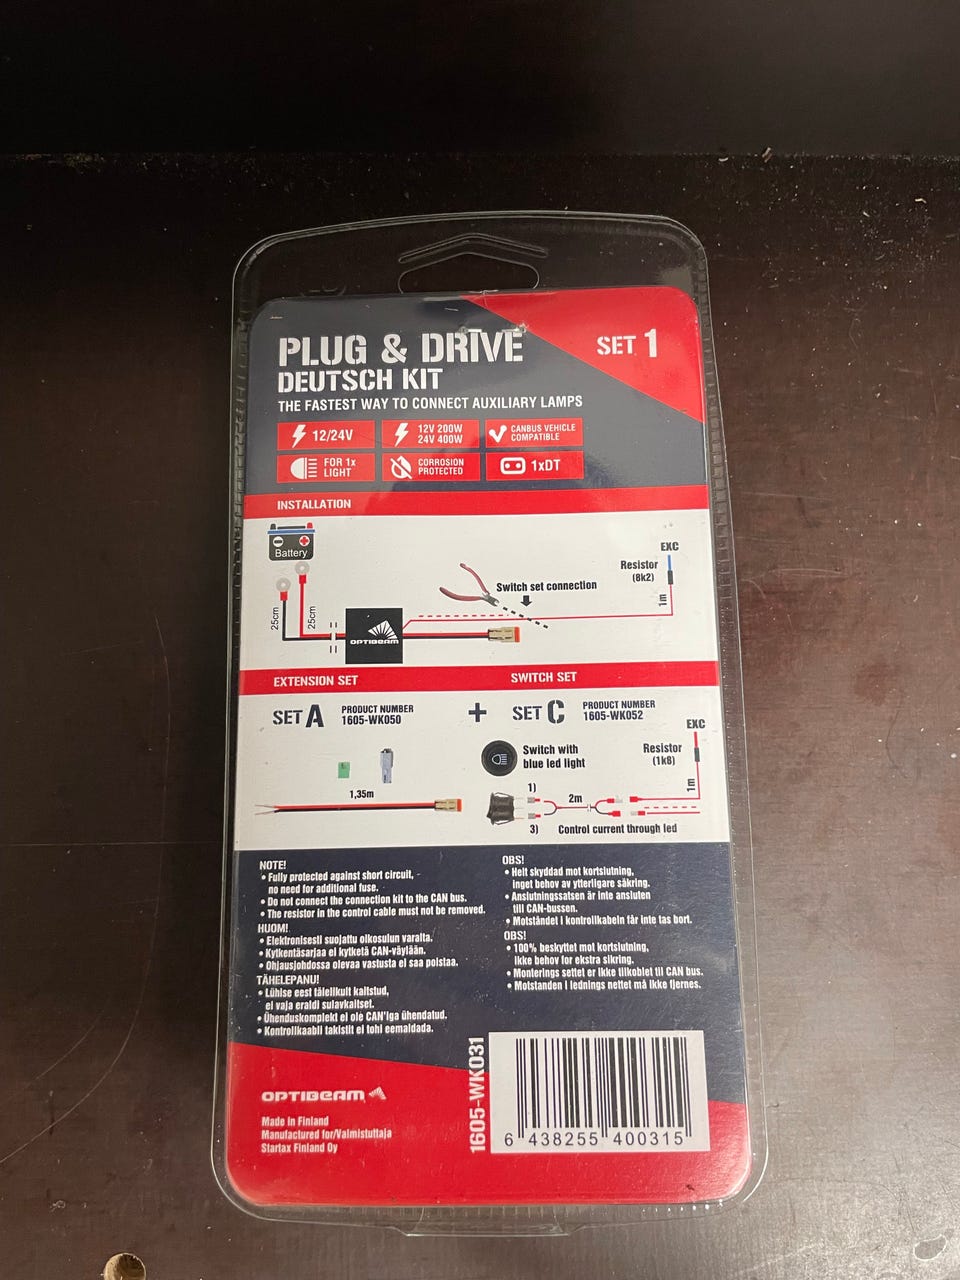 PLUG & DRIVE
SET 1
DEUTSCH KIT
THE FASTEST WAY TO CONNECT AUXILIARY LAMPS
12/24V
12V 200W
24V 400W
CANBUS VEHICLE
COMPATIBLE
FOR 1x
LIGHT
CORROSION
PROTECTED
1xDT
INSTALLATION
Battery
25cm
25cm
OPTIBEAM
Switch set connection
EXC
Resistor
(8k2)
1m
EXTENSION SET
SWITCH SET
SET A
PRODUCT NUMBER
1605-WK050
+
SET C
PRODUCT NUMBER
1605-WK052
1,35m
Switch with
blue led light
EXC
Resistor
(1k8)
1m
1)
2m
3)
Control current through led
NOTE!
• Fully protected against short circuit,
no need for additional fuse.
• Do not connect the connection kit to the CAN bus.
• The resistor in the control cable must not be removed.
HUOM!
• Elektronisesti suojattu oikosulun varalta.
• Kytkentäsarjaa ei kytketä CAN-väylään.
• Ohjausjohdossa olevaa vastusta ei saa poistaa.
TÄHELEPANU!
• Lühise eest täielikult kaitstud,
ei vaja eraldi sulavkaitset.
• Ühenduskomplekt ei ole CAN'iga ühendatud.
• Kontrollkaabli takistit ei tohi eemaldada.
OBS!
• Helt skyddad mot kortslutning,
inget behov av ytterligare säkring.
• Anslutningssatsen är inte ansluten
till CAN-bussen.
• Motståndet i kontrollkabeln får inte tas bort.
OBS!
• 100% beskyttet mot kortslutning,
ikke behov for ekstra sikring.
• Monterings settet er ikke tilkoblet til CAN bus.
• Motstanden i lednings nettet må ikke fjernes.
OPTIBEAM
Made in Finland
Manufactured for/Valmistuttaja
Startax Finland Oy
1605-WK031
6 438255 400315